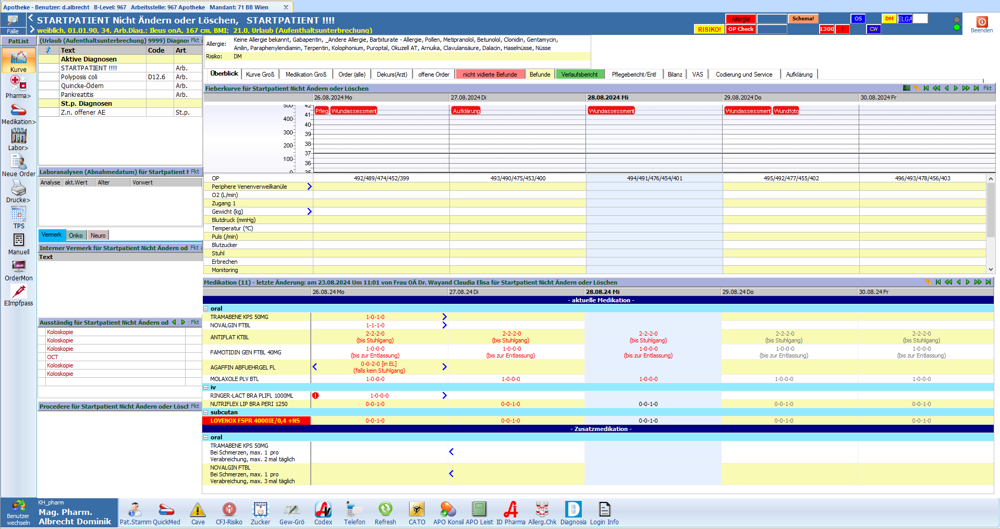 Apotheke - Benutzer: d.albrecht   B-Level: 967   Arbeitsstelle: 967 Apotheke   Mandant: 71 BB Wien   X
Fälle
STARTPATIENT Nicht Ändern oder Löschen,   STARTPATIENT !!!!
weiblich, 01.01.90, 34, Arb.Diag.: Ileus onA, 167 cm, BMI:  21.0, Urlaub (Aufenthaltsunterbrechung)
Allergie   Schema!   OS   DM   ELGA
RISIKO!   OP Check   1300   !   CW
Beenden
PatList
Kurve
Pharma>
Medikation>
Labor>
Neue Order
Drucke>
TPS
Manuell
OrderMon
EImpfpass
(Urlaub (Aufenthaltsunterbrechung) 9999) Diagnos   Fkt
Text   Code   Art
Aktive Diagnosen
STARTPATIENT !!!!   Arb.
Polyposis coli   D12.6   Arb.
Quincke-Ödem   Arb.
Pankreatitis   Arb.
St.p. Diagnosen
Z.n. offener AE   St.p.
Laboranalysen (Abnahmedatum) für Startpatient   Fkt
Analyse   akt.Wert   Alter   Vorwert
Vermerk   Onko   Neuro
Interner Vermerk für Startpatient Nicht Ändern od   Fkt
Text
Ausständig für Startpatient Nicht Ändern od   Fkt
Koloskopie
Koloskopie
Koloskopie
OCT
Koloskopie
Koloskopie
Procedere für Startpatient Nicht Ändern oder Lösch   Fkt
Allergie:   Keine Allergie bekannt, Gabapentin, _Andere Allergie, Barbiturate - Allergie, Pollen, Metipranolol, Betunolol, Clonidin, Gentamycin,
Anilin, Paraphenylendiamin, Terpentin, Kolophonium, Puroptal, Okuzell AT, Arnuika, Clavulansäure, Dalacin, Haselnüsse, Nüsse
Risiko:   DM
Überblick   Kurve Groß   Medikation Groß   Order (alle)   Dekurs(Arzt)   offene Order   nicht vidierte Befunde   Befunde   Verlaufsbericht   Pflegebericht/Entl   Bilanz   VAS   Codierung und Service   Aufklärung
Fieberkurve für Startpatient Nicht Ändern oder Löschen   Fkt
26.08.2024 Mo   27.08.2024 Di   28.08.2024 Mi   29.08.2024 Do   30.08.2024 Fr
500   42
Pfleg   Wundassessment   Aufklärung   Wundassessment   Wundassessment   Wundfoto
41
400   40
300   39
200   38
37
100   36
0   35
OP   492/489/474/452/399   493/490/475/453/400   494/491/476/454/401   495/492/477/455/402   496/493/478/456/403
Periphere Venenverweilkanüle
O2 (L/min)
Zugang 1
Gewicht (kg)
Blutdruck (mmHg)
Temperatur (°C)
Puls (/min)
Blutzucker
Stuhl
Erbrechen
Monitoring
Medikation (11) - letzte Änderung: am 23.08.2024 Um 11:01 von Frau OÄ Dr. Wayand Claudia Elisa für Startpatient Nicht Ändern oder Löschen
26.08.24 Mo   27.08.24 Di   28.08.24 Mi   29.08.24 Do   30.08.24 Fr
- aktuelle Medikation -
oral
TRAMABENE KPS 50MG   1-0-1-0
NOVALGIN FTBL   1-1-1-0
ANTIFLAT KTBL   2-2-2-0   2-2-2-0   2-2-2-0   2-2-2-0   2-2-2-0
(bis Stuhlgang)   (bis Stuhlgang)   (bis Stuhlgang)   (bis Stuhlgang)   (bis Stuhlgang)
FAMOTIDIN GEN FTBL 40MG   1-0-0-0   1-0-0-0   1-0-0-0   1-0-0-0   1-0-0-0
(bis zur Entlassung)   (bis zur Entlassung)   (bis zur Entlassung)   (bis zur Entlassung)   (bis zur Entlassung)
AGAFFIN ABFUEHRGEL FL   0-0-2-0 [in EL]
(falls kein Stuhlgang)
MOLAXOLE PLV BTL   1-0-0-0   1-0-0-0   1-0-0-0   1-0-0-0   1-0-0-0
iv
RINGER-LACT BRA PLIFL 1000ML   1-0-0-0
NUTRIFLEX LIP BRA PERI 1250   0-0-1-0   0-0-1-0   0-0-1-0   0-0-1-0   0-0-1-0
subcutan
LOVENOX FSPR 4000IE/0,4 +NS   0-0-1-0   0-0-1-0   0-0-1-0   0-0-1-0   0-0-1-0
- Zusatzmedikation -
oral
TRAMABENE KPS 50MG
Bei Schmerzen, max. 1 pro
Verabreichung, max. 2 mal täglich
NOVALGIN FTBL
Bei Schmerzen, max. 1 pro
Verabreichung, max. 3 mal täglich
Benutzer wechseln
KH_pharm
Mag. Pharm.
Albrecht Dominik
Pat.Stamm   QuickMed   Cave   CFJ-Risiko   Zucker   Gew-Grö   Codex   Telefon   Refresh   CATO   APO Konsil   APO Leist   ID Pharma   Allerg.Chk   Diagnosia   Login Info